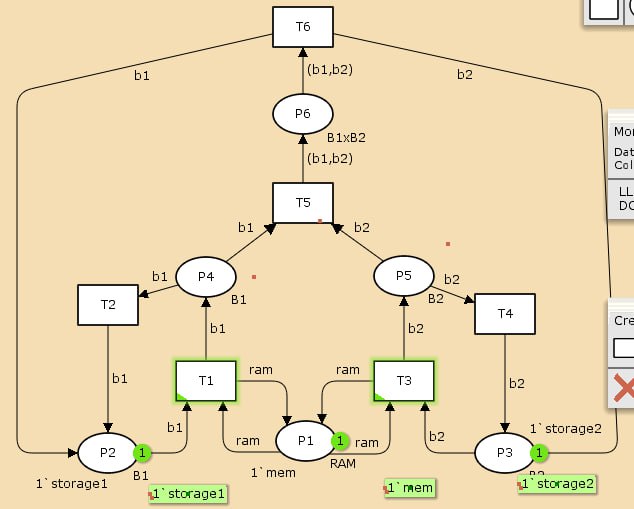 T6
b1
(b1,b2)
b2
P6
B1xB2
(b1,b2)
T5
b1
b2
P4
B1
b1
P5
B2
b2
T2
T4
b1
b2
b1
T1
ram
ram
T3
b2
b1
ram
P1
1
ram
RAM
b2
1`mem
P2
1
B1
1`storage1
P3
1
1`storage2
1`storage1
1`mem
1`storage2
Dat
Col
LL
DC
Cre